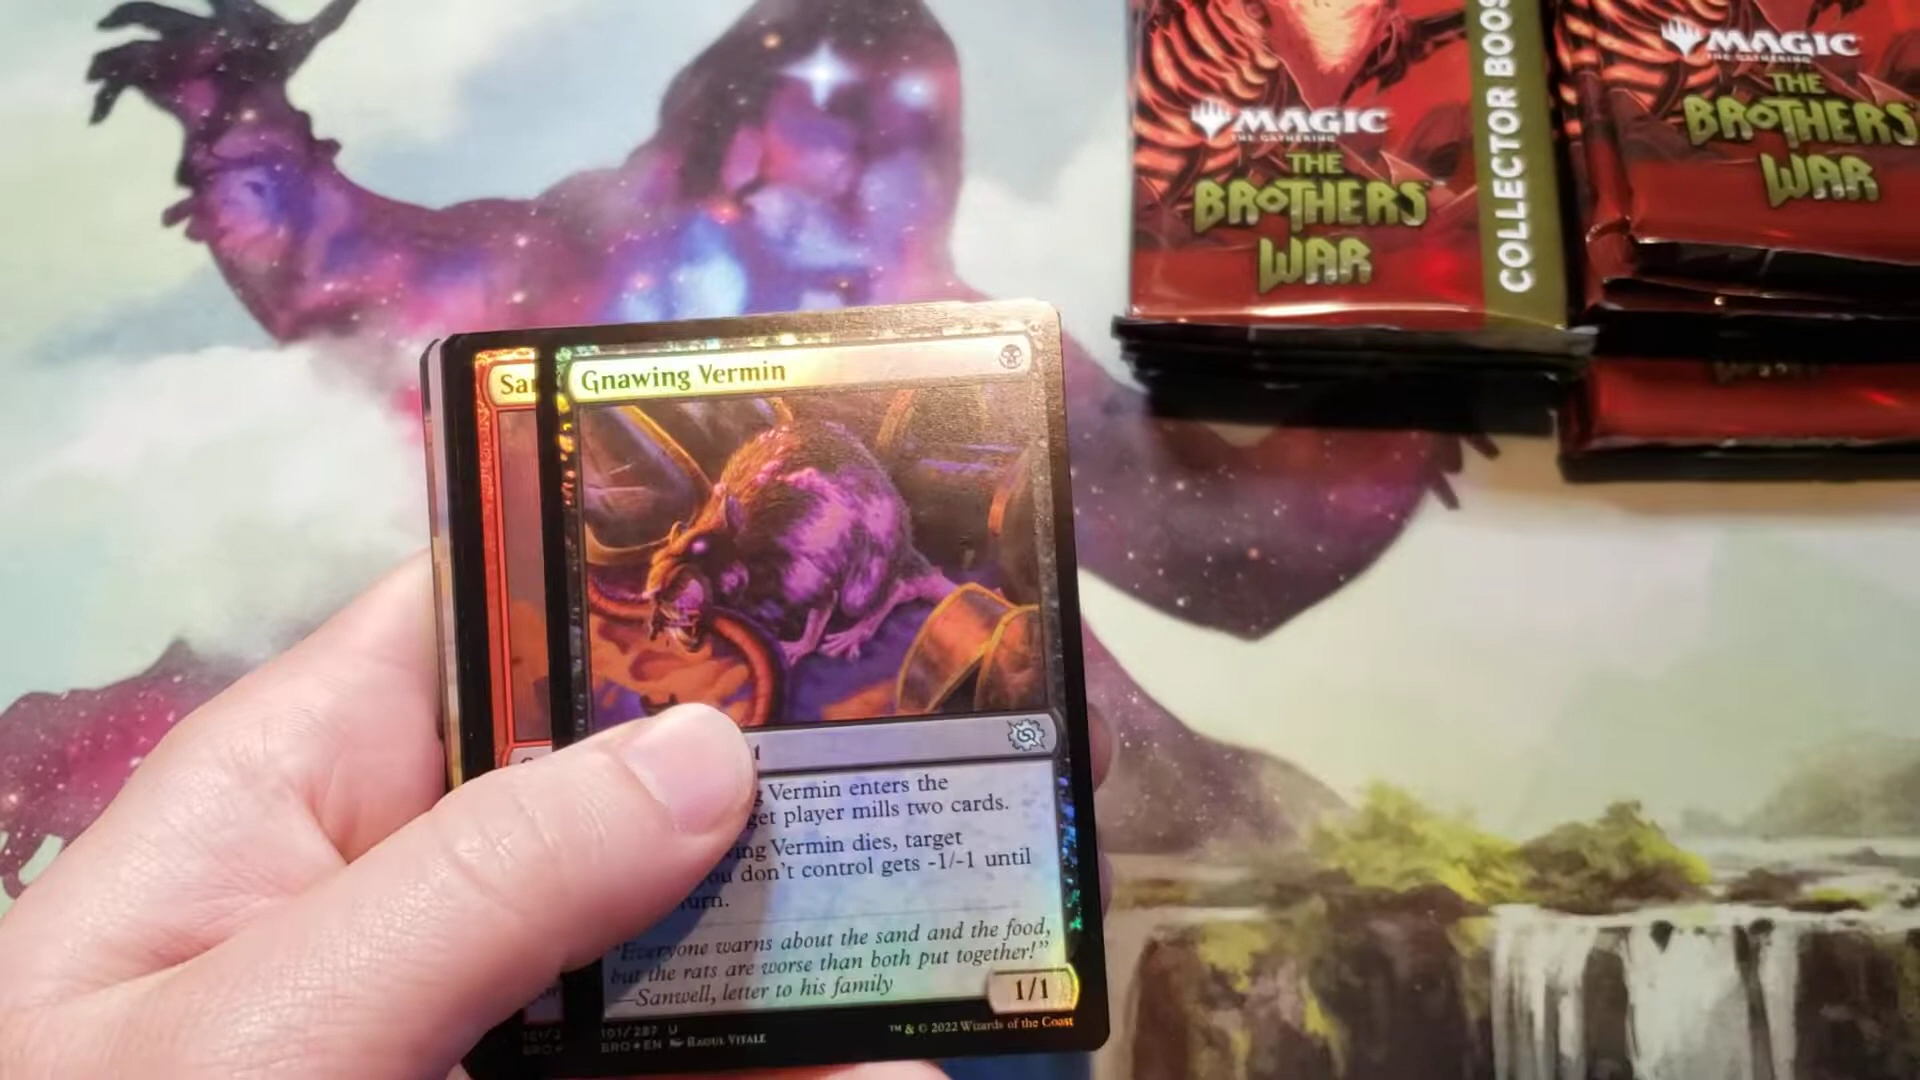 MAGIC
THE GATHERING
THE
BROTHERS
WAR
COLLECTOR BOOS
MAGIC
THE GATHERING
THE
BROTHERS
WAR
Sa
Gnawing Vermin
Vermin enters the
get player mills two cards.
ing Vermin dies, target
ou don't control gets -1/-1 until
turn.
"Everyone warns about the sand and the food,
but the rats are worse than both put together!"
—Sanwell, letter to his family
1/1
101/287 U
BRO EN RAOUL VITALE
™ & © 2022 Wizards of the Coast
BRO